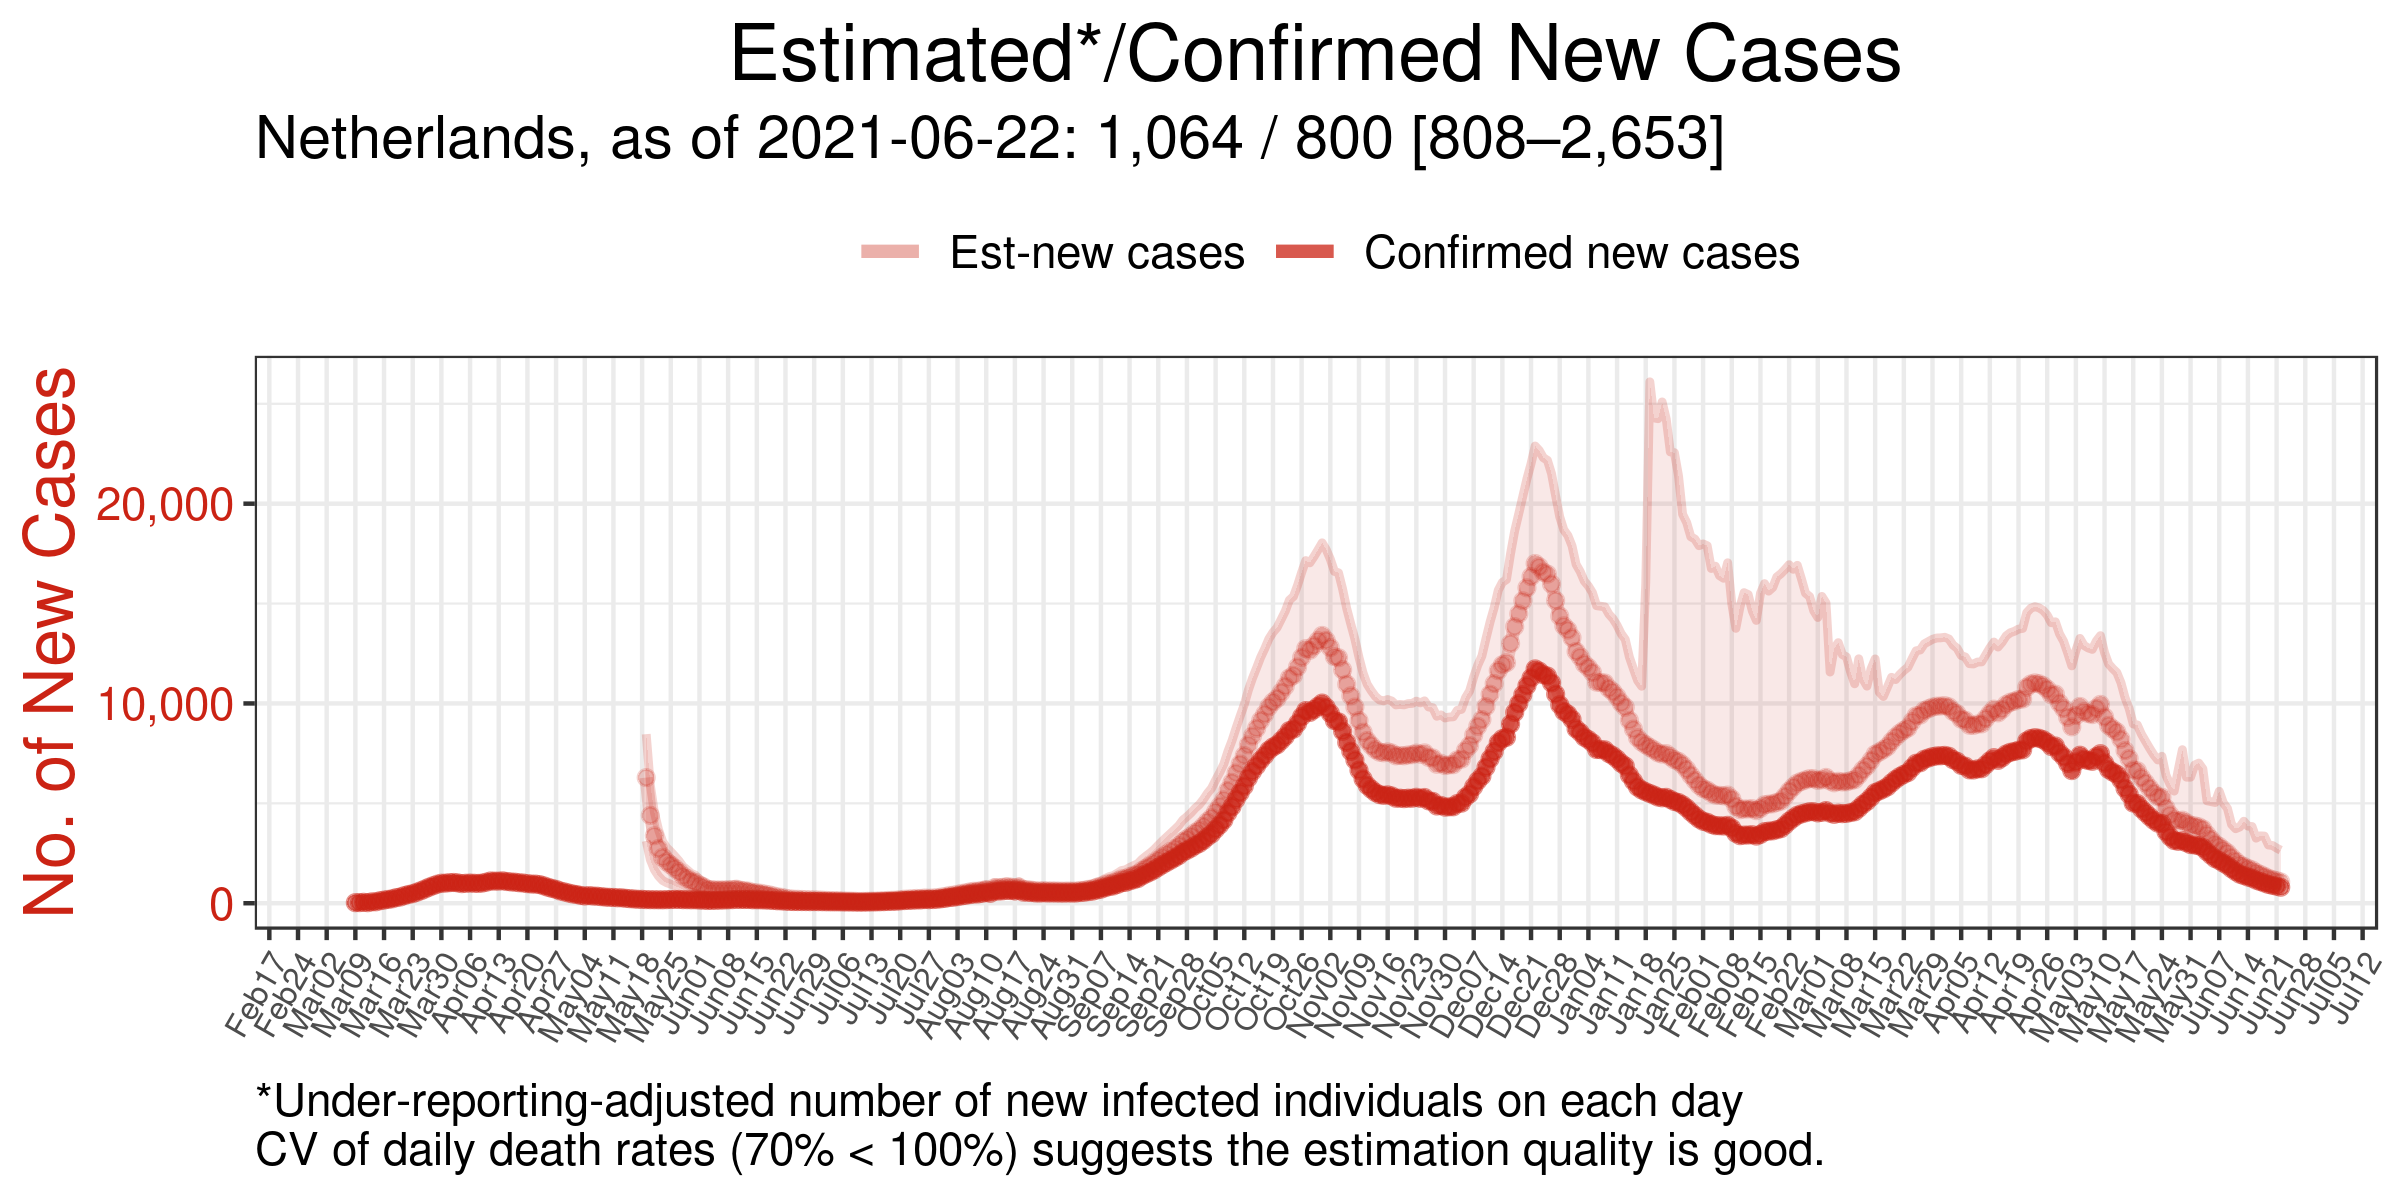 Estimated*/Confirmed New Cases
Netherlands, as of 2021-06-22: 1,064 / 800 [808–2,653]
Est-new cases
Confirmed new cases
No. of New Cases
20,000
10,000
0
Feb17
Feb24
Mar02
Mar09
Mar16
Mar23
Mar30
Apr06
Apr13
Apr20
Apr27
May04
May11
May18
May25
Jun01
Jun08
Jun15
Jun22
Jun29
Jul06
Jul13
Jul20
Jul27
Aug03
Aug10
Aug17
Aug24
Aug31
Sep07
Sep14
Sep21
Sep28
Oct05
Oct12
Oct19
Oct26
Nov02
Nov09
Nov16
Nov23
Nov30
Dec07
Dec14
Dec21
Dec28
Jan04
Jan11
Jan18
Jan25
Feb01
Feb08
Feb15
Feb22
Mar01
Mar08
Mar15
Mar22
Mar29
Apr05
Apr12
Apr19
Apr26
May03
May10
May17
May24
May31
Jun07
Jun14
Jun21
Jun28
Jul05
Jul12
*Under-reporting-adjusted number of new infected individuals on each day
CV of daily death rates (70% < 100%) suggests the estimation quality is good.